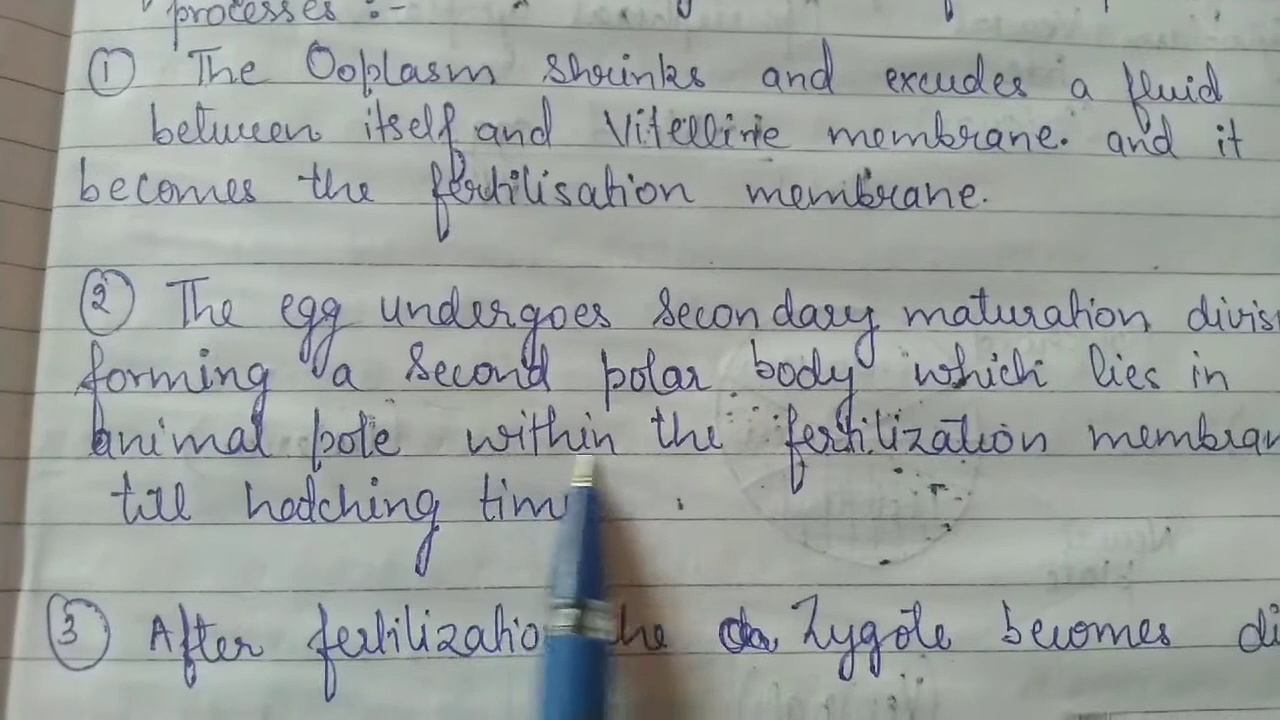 processes :-
① The Ooplasm shrinks and exudes a fluid
between itself and Vitelline membrane. and it
becomes the fertilisation membrane.
② The egg undergoes secondary maturation divis
forming a second polar body which lies in
animal pole within the fertilization membran
till hatching tim
③ After fertilizatio the Zygote becomes di